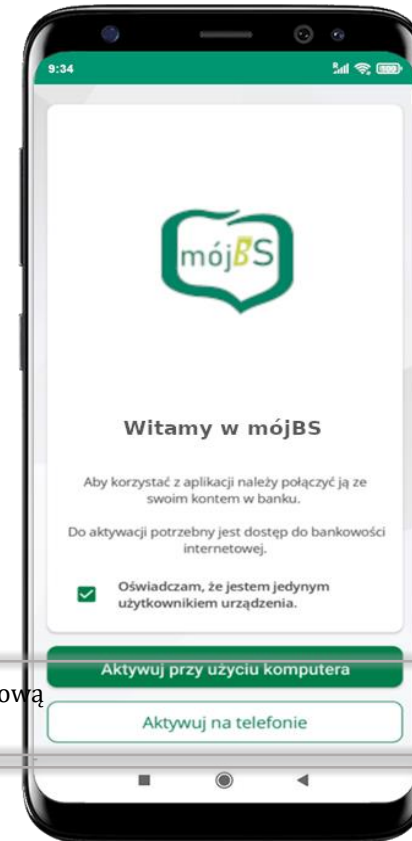 9:34
mójBS
Witamy w mójBS
Aby korzystać z aplikacji należy połączyć ją ze
swoim kontem w banku.
Do aktywacji potrzebny jest dostęp do bankowości
internetowej.
Oświadczam, że jestem jedynym
użytkownikiem urządzenia.
Aktywuj przy użyciu komputera
ową
Aktywuj na telefonie